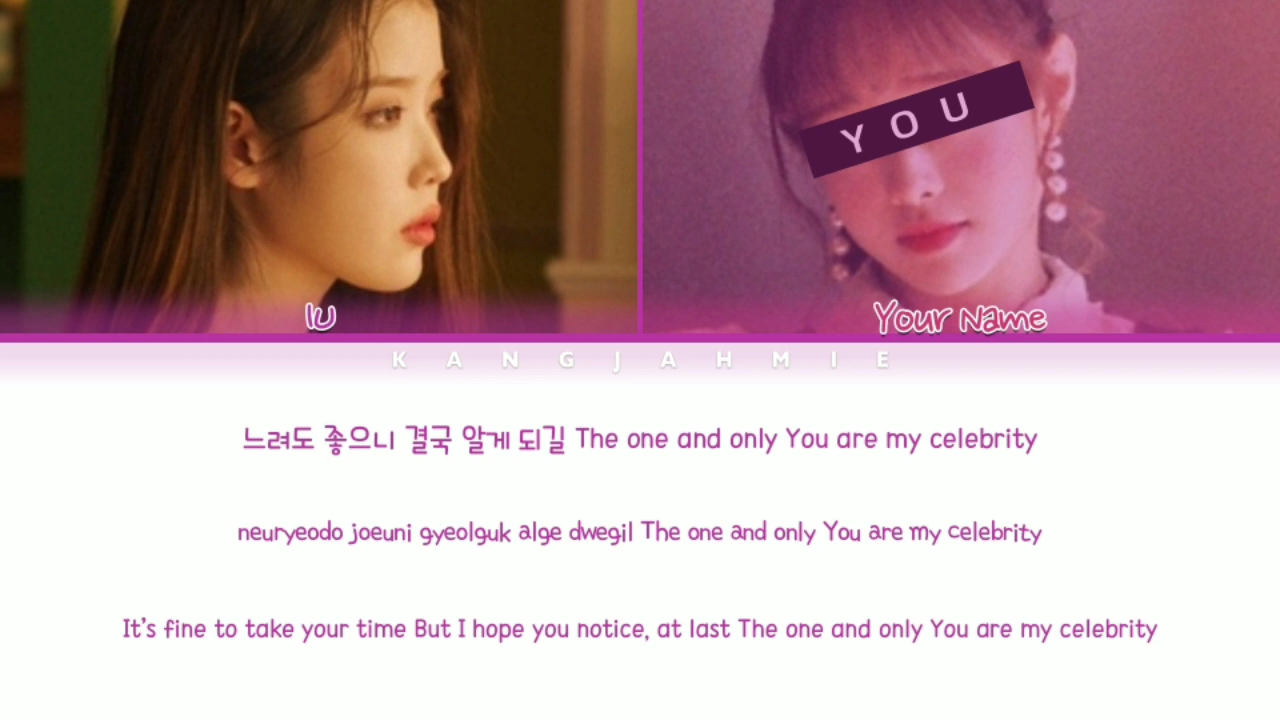 YOU
IU
Your Name
KANGJAHMIE
느려도 좋으니 결국 알게 되길 The one and only You are my celebrity
neuryeodo joeuni gyeolguk alge dwegil The one and only You are my celebrity
It's fine to take your time But I hope you notice, at last The one and only You are my celebrity